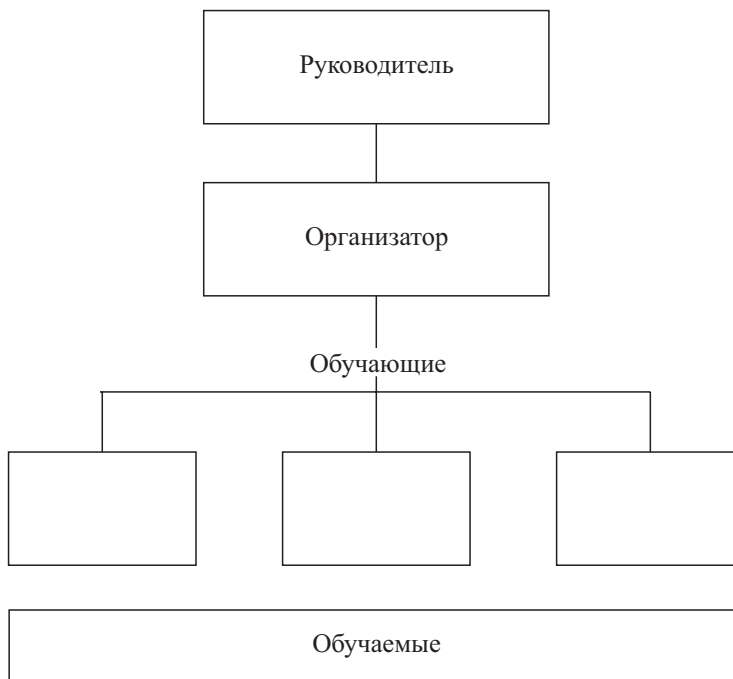 Руководитель
Организатор
Обучающие
Обучаемые